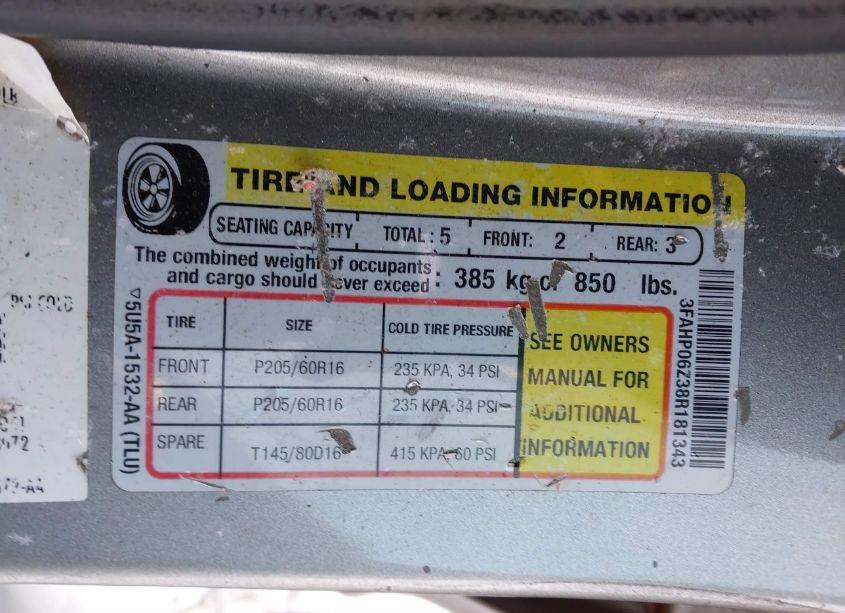 TIRE AND LOADING INFORMATION
SEATING CAPACITY TOTAL: 5 FRONT: 2 REAR: 3
The combined weight of occupants
and cargo should never exceed: 385 kg or 850 lbs.
TIRE SIZE COLD TIRE PRESSURE
FRONT P205/60R16 235 KPA, 34 PSI
REAR P205/60R16 235 KPA, 34 PSI
SPARE T145/80D16 415 KPA, 60 PSI
SEE OWNERS
MANUAL FOR
ADDITIONAL
INFORMATION
5U5A-1532-AA (TLU)
3FAHP06Z38R181343
PSI COLD